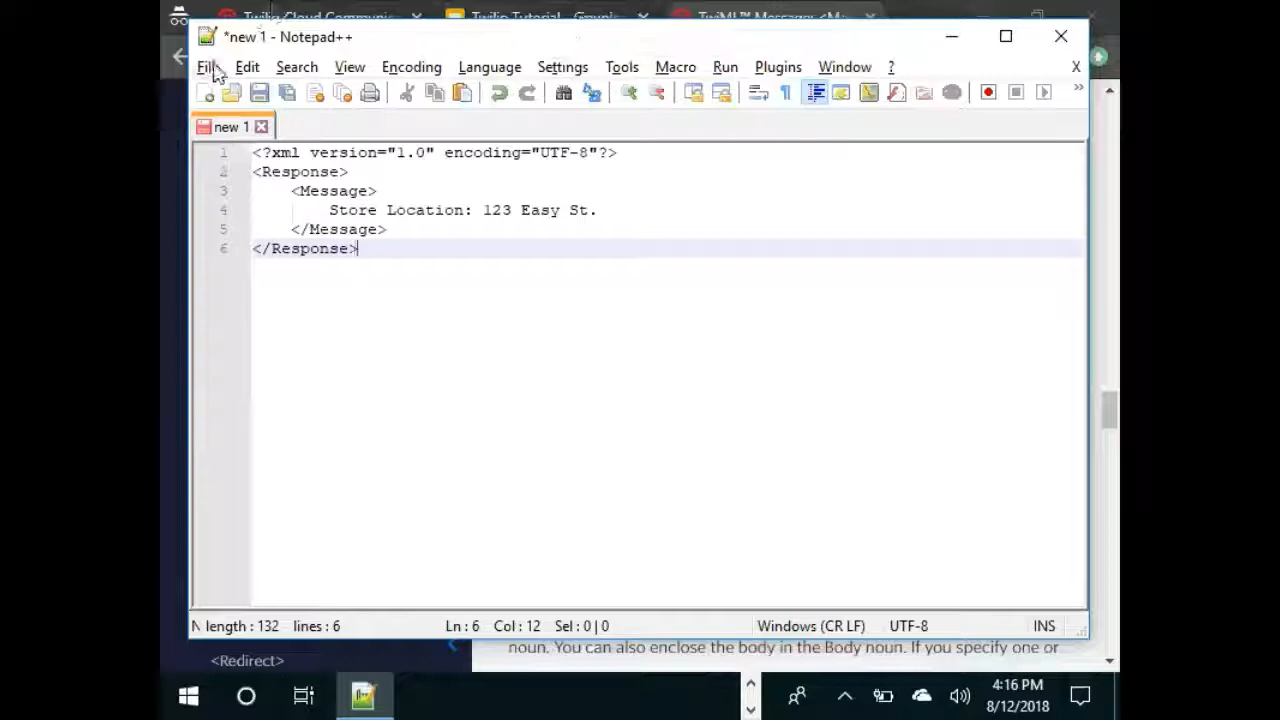 *new 1 - Notepad++
File Edit Search View Encoding Language Settings Tools Macro Run Plugins Window ? X
new 1
1 <?xml version="1.0" encoding="UTF-8"?>
2 <Response>
3 <Message>
4 Store Location: 123 Easy St.
5 </Message>
6 </Response>
N length : 132 lines : 6 Ln : 6 Col : 12 Sel : 0 | 0 Windows (CR LF) UTF-8 INS
noun. You can also enclose the body in the Body noun. If you specify one or
<Redirect>
4:16 PM
8/12/2018